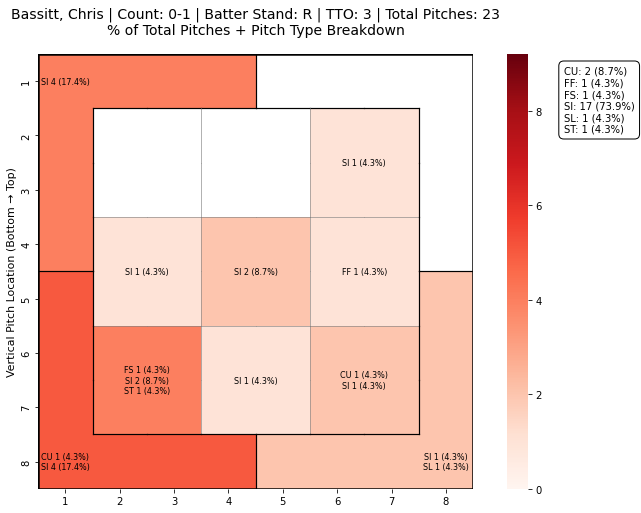 Bassitt, Chris | Count: 0-1 | Batter Stand: R | TTO: 3 | Total Pitches: 23
% of Total Pitches + Pitch Type Breakdown
CU: 2 (8.7%)
FF: 1 (4.3%)
FS: 1 (4.3%)
SI: 17 (73.9%)
SL: 1 (4.3%)
ST: 1 (4.3%)
Vertical Pitch Location (Bottom → Top)
1
2
3
4
5
6
7
8
SI 4 (17.4%)
SI 1 (4.3%)
SI 1 (4.3%)
SI 2 (8.7%)
FF 1 (4.3%)
FS 1 (4.3%)
SI 2 (8.7%)
ST 1 (4.3%)
SI 1 (4.3%)
CU 1 (4.3%)
SI 1 (4.3%)
CU 1 (4.3%)
SI 4 (17.4%)
SI 1 (4.3%)
SL 1 (4.3%)
1
2
3
4
5
6
7
8
8
6
4
2
0